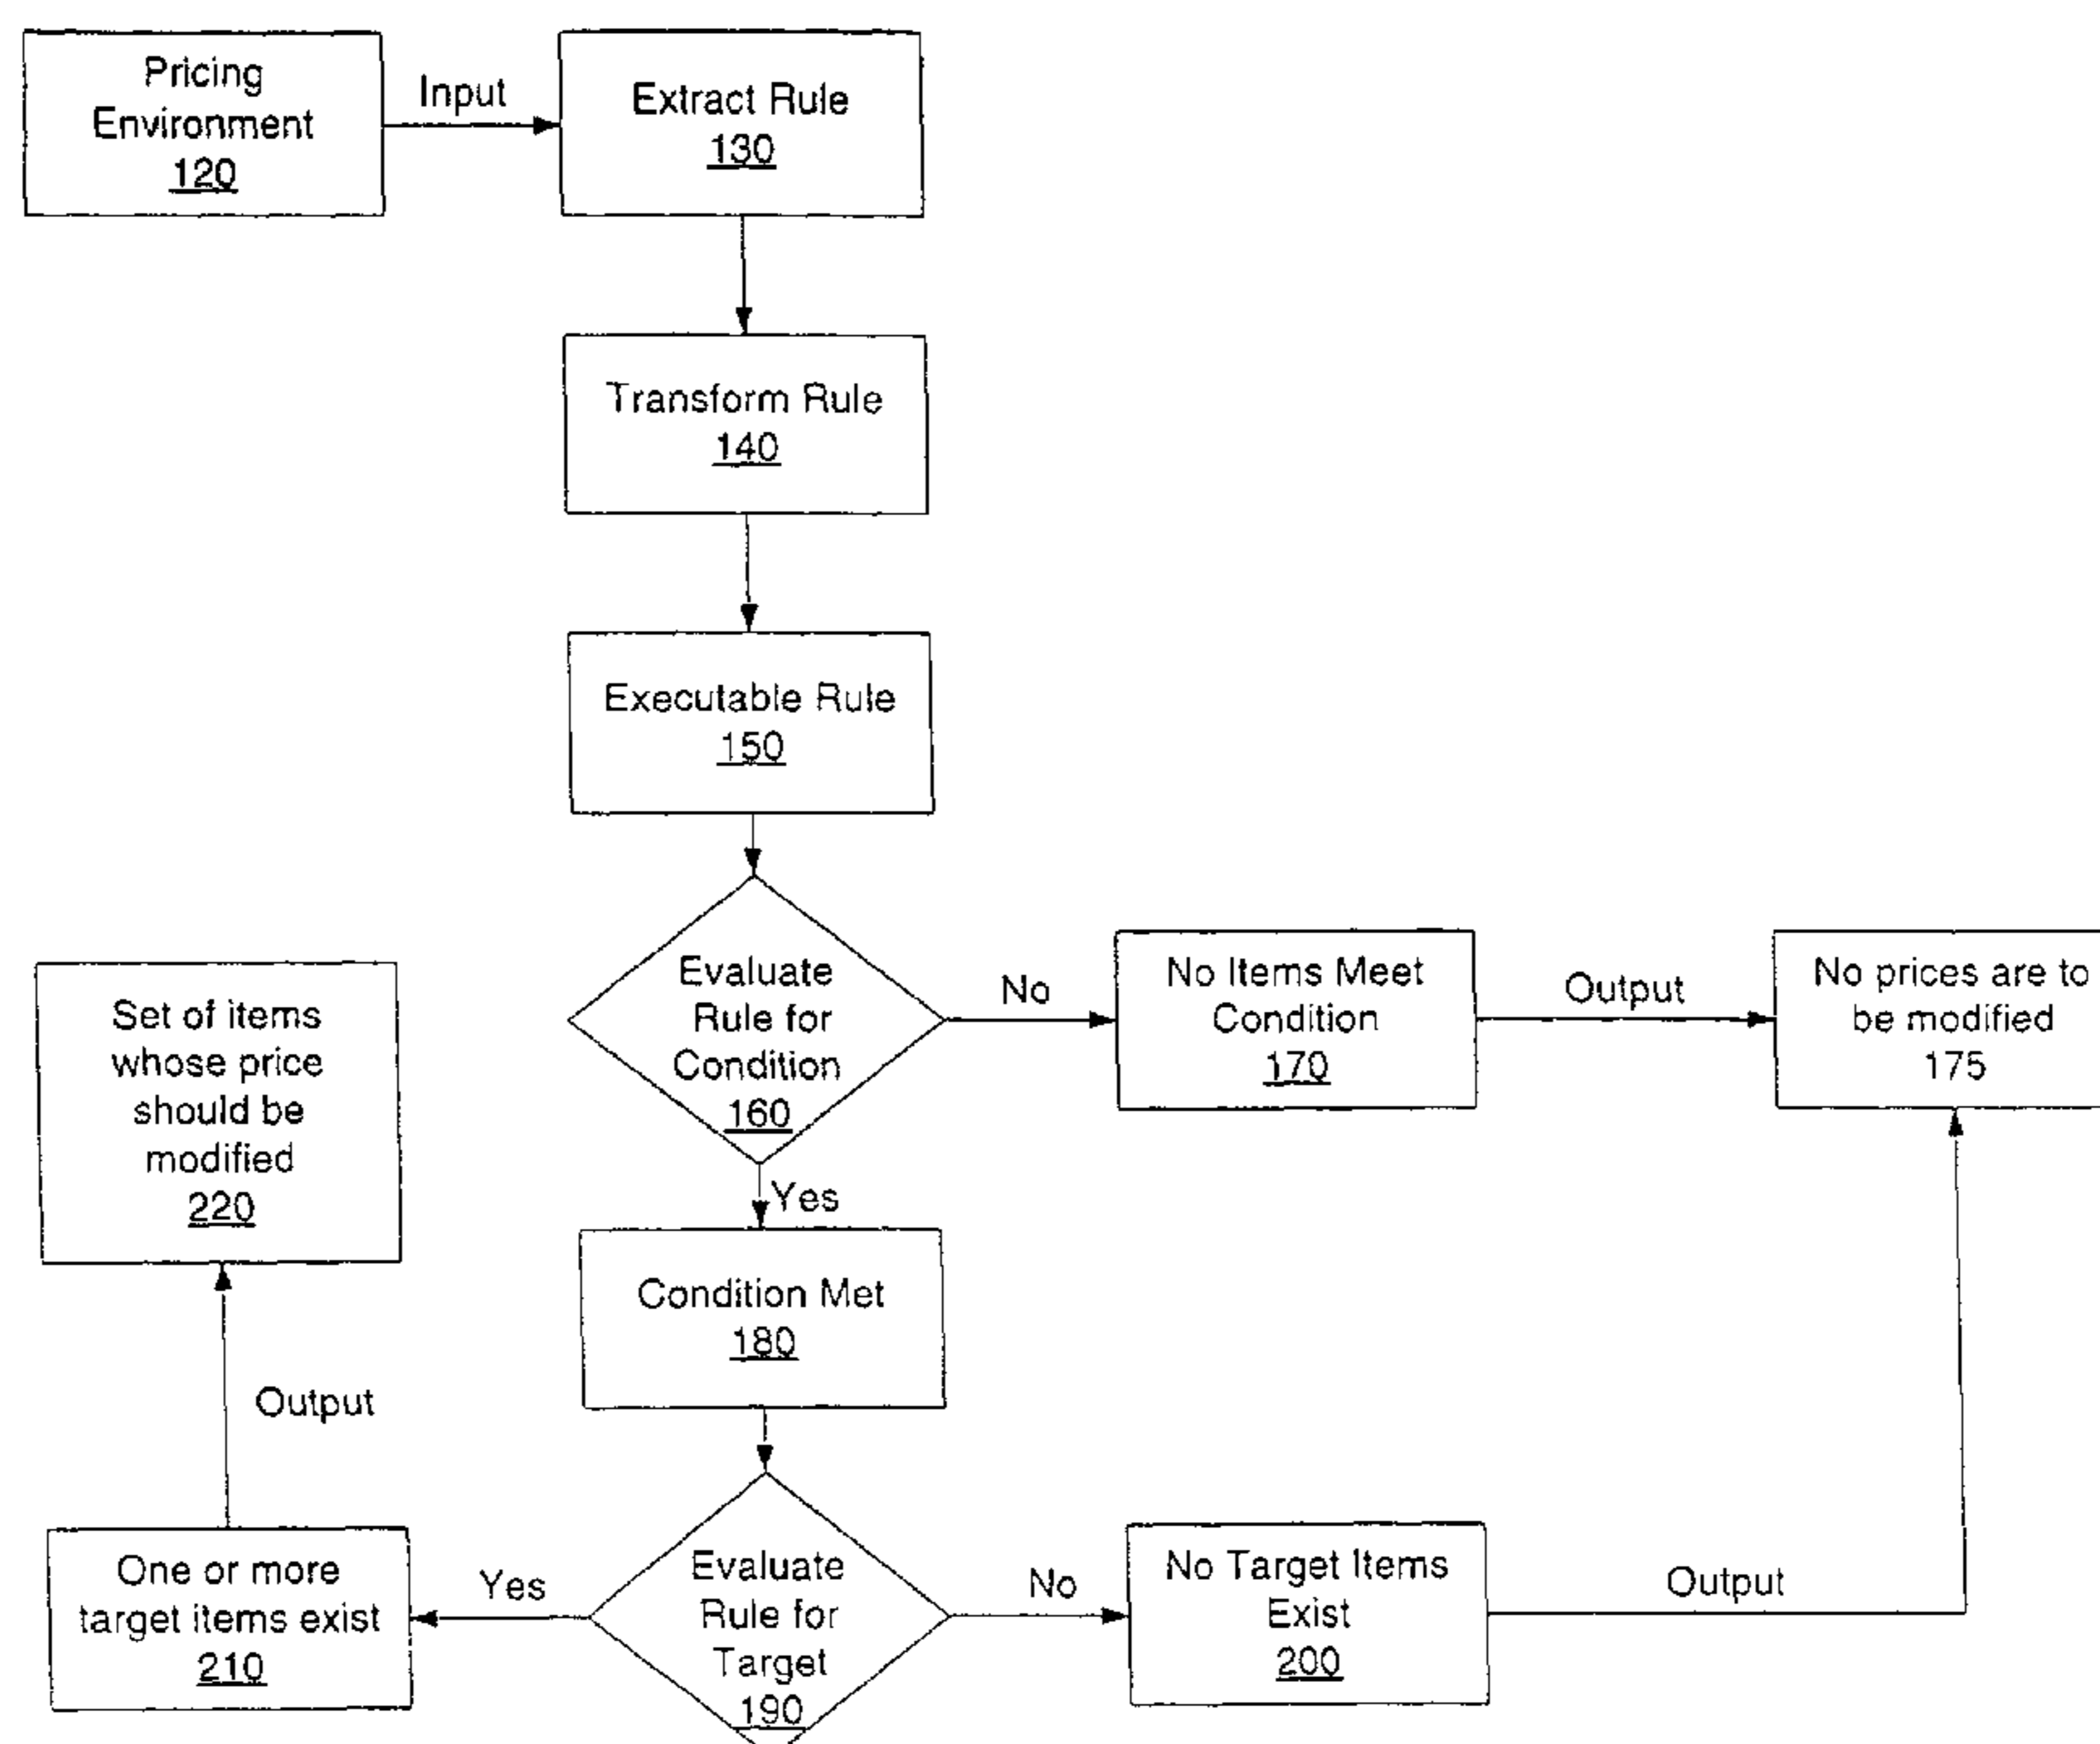 Pricing
Environment
120
Input
Extract Rule
130
Transform Rule
140
Executable Rule
150
Evaluate
Rule for
Condition
160
No
No Items Meet
Condition
170
Output
No prices are to
be modified
175
Set of items
whose price
should be
modified
220
Yes
Condition Met
180
Output
One or more
target items exist
210
Yes
Evaluate
Rule for
Target
190
No
No Target Items
Exist
200
Output